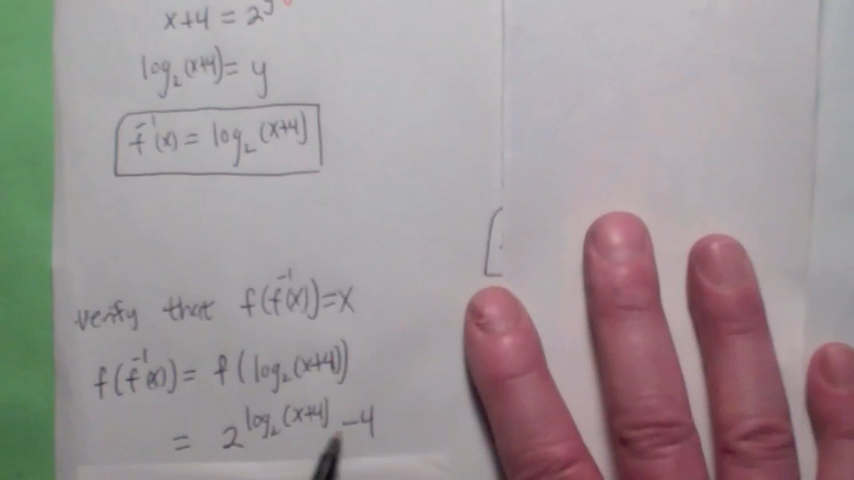 x+4 = 2^y
log₂(x+4) = y
f⁻¹(x) = log₂(x+4)
verify that f(f⁻¹(x)) = x
f(f⁻¹(x)) = f(log₂(x+4))
= 2^log₂(x+4) - 4